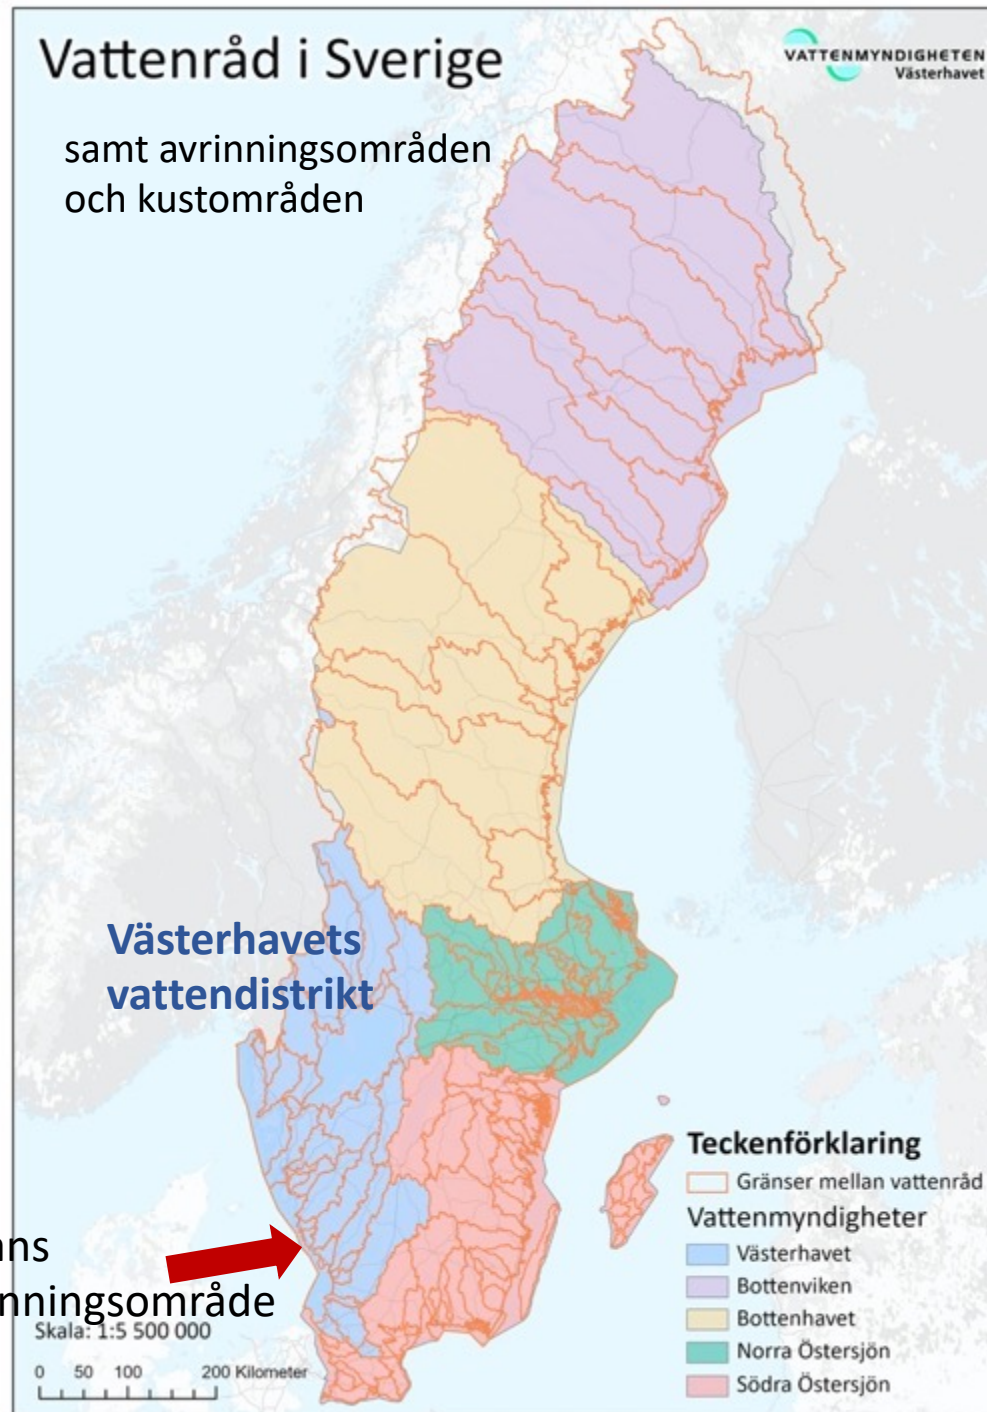 Vattenråd i Sverige
VATTENMYNDIGHETEN
Västerhavet
samt avrinningsområden
och kustområden
Västerhavets
vattendistrikt
Teckenförklaring
Gränser mellan vattenråd
Vattenmyndigheter
Västerhavet
Bottenviken
Bottenhavet
Norra Östersjön
Södra Östersjön
Skala: 1:5 500 000
0 50 100 200 Kilometer